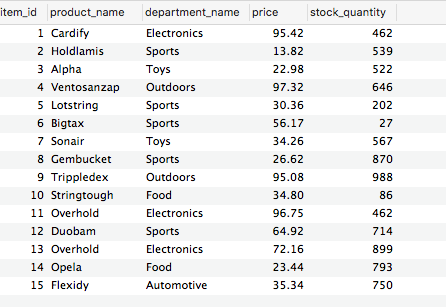 item_id product_name department_name price stock_quantity
1 Cardify Electronics 95.42 462
2 Holdlamis Sports 13.82 539
3 Alpha Toys 22.98 522
4 Ventosanzap Outdoors 97.32 646
5 Lotstring Sports 30.36 202
6 Bigtax Sports 56.17 27
7 Sonair Toys 34.26 567
8 Gembucket Sports 26.62 870
9 Trippledex Outdoors 95.08 988
10 Stringtough Food 34.80 86
11 Overhold Electronics 96.75 462
12 Duobam Sports 64.92 714
13 Overhold Electronics 72.16 899
14 Opela Food 23.44 793
15 Flexidy Automotive 35.34 750